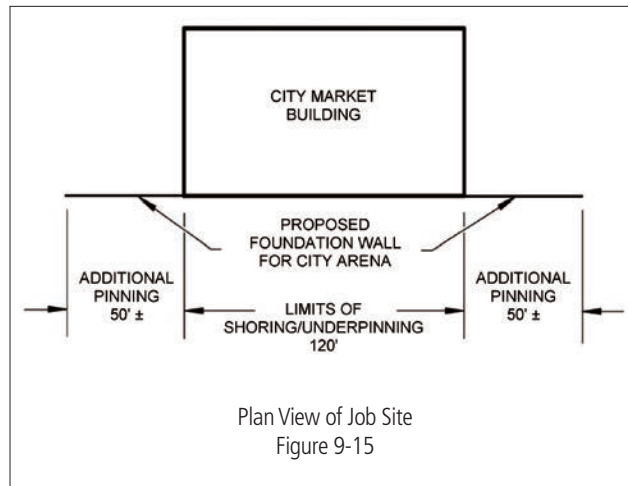 CITY MARKET
BUILDING
PROPOSED
FOUNDATION WALL
FOR CITY ARENA
ADDITIONAL
PINNING
50' ±
LIMITS OF
SHORING/UNDERPINNING
120'
ADDITIONAL
PINNING
50' ±
Plan View of Job Site
Figure 9-15